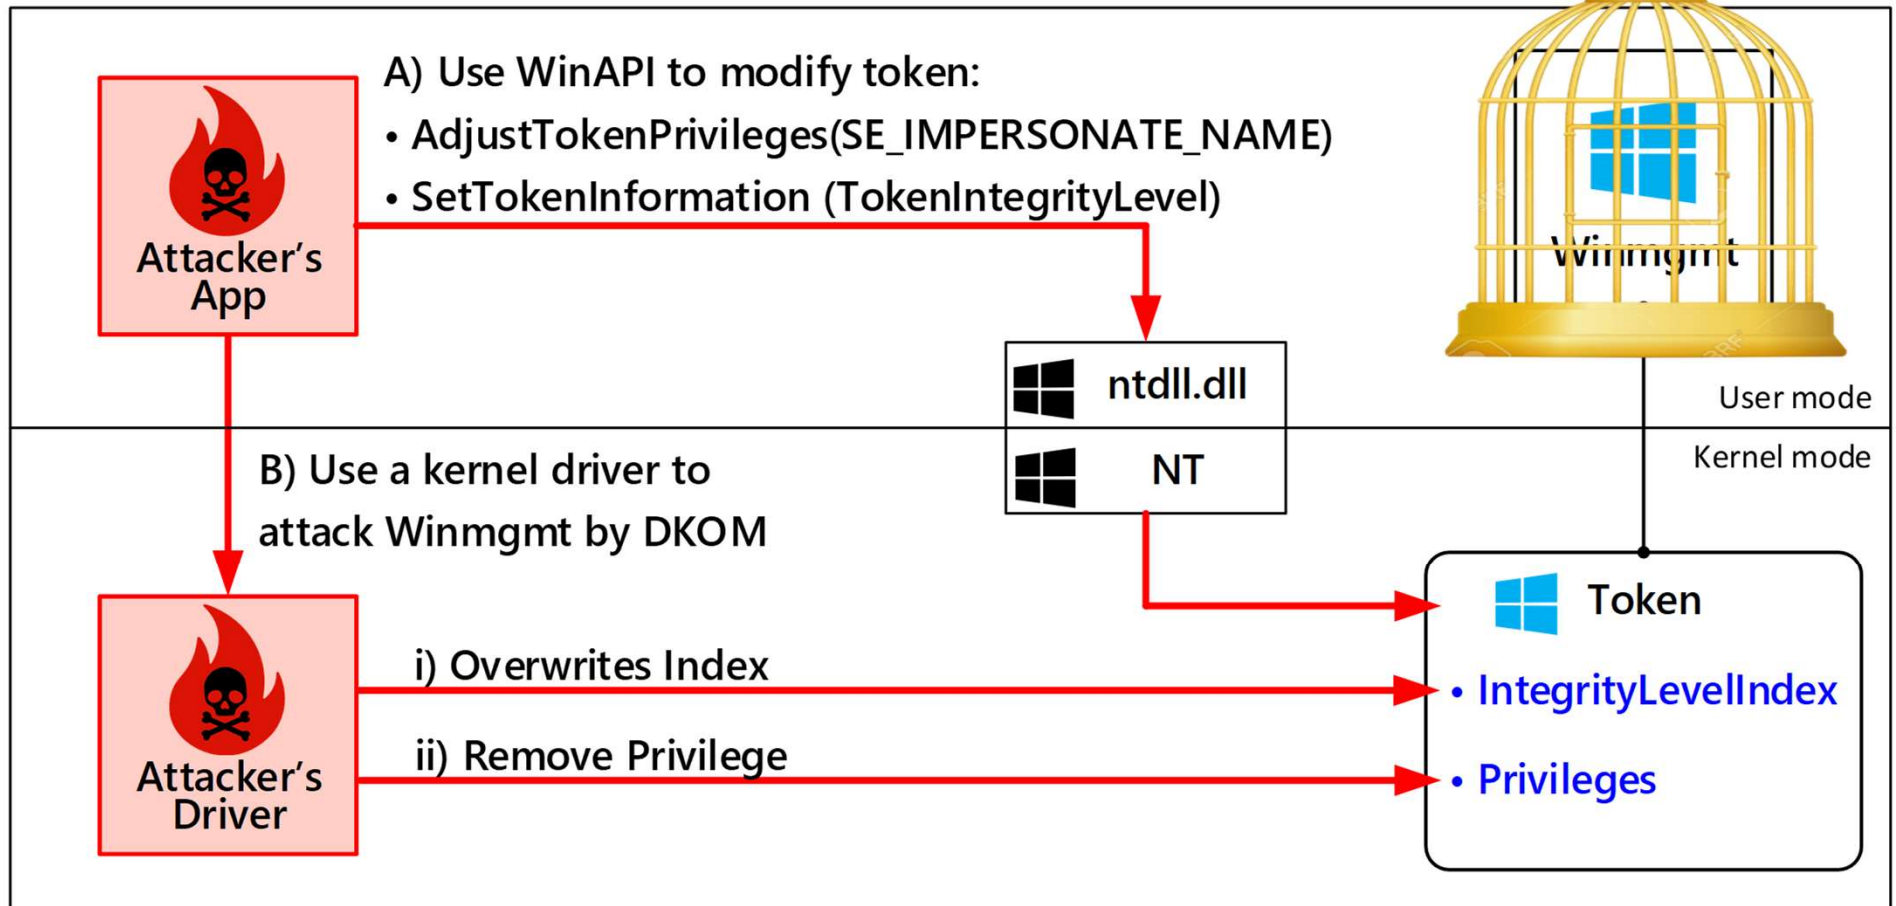 A) Use WinAPI to modify token:
• AdjustTokenPrivileges(SE_IMPERSONATE_NAME)
• SetTokenInformation (TokenIntegrityLevel)
Attacker's
App
Winmgmt
ntdll.dll
User mode
NT
Kernel mode
B) Use a kernel driver to
attack Winmgmt by DKOM
Token
i) Overwrites Index
• IntegrityLevelIndex
ii) Remove Privilege
• Privileges
Attacker's
Driver